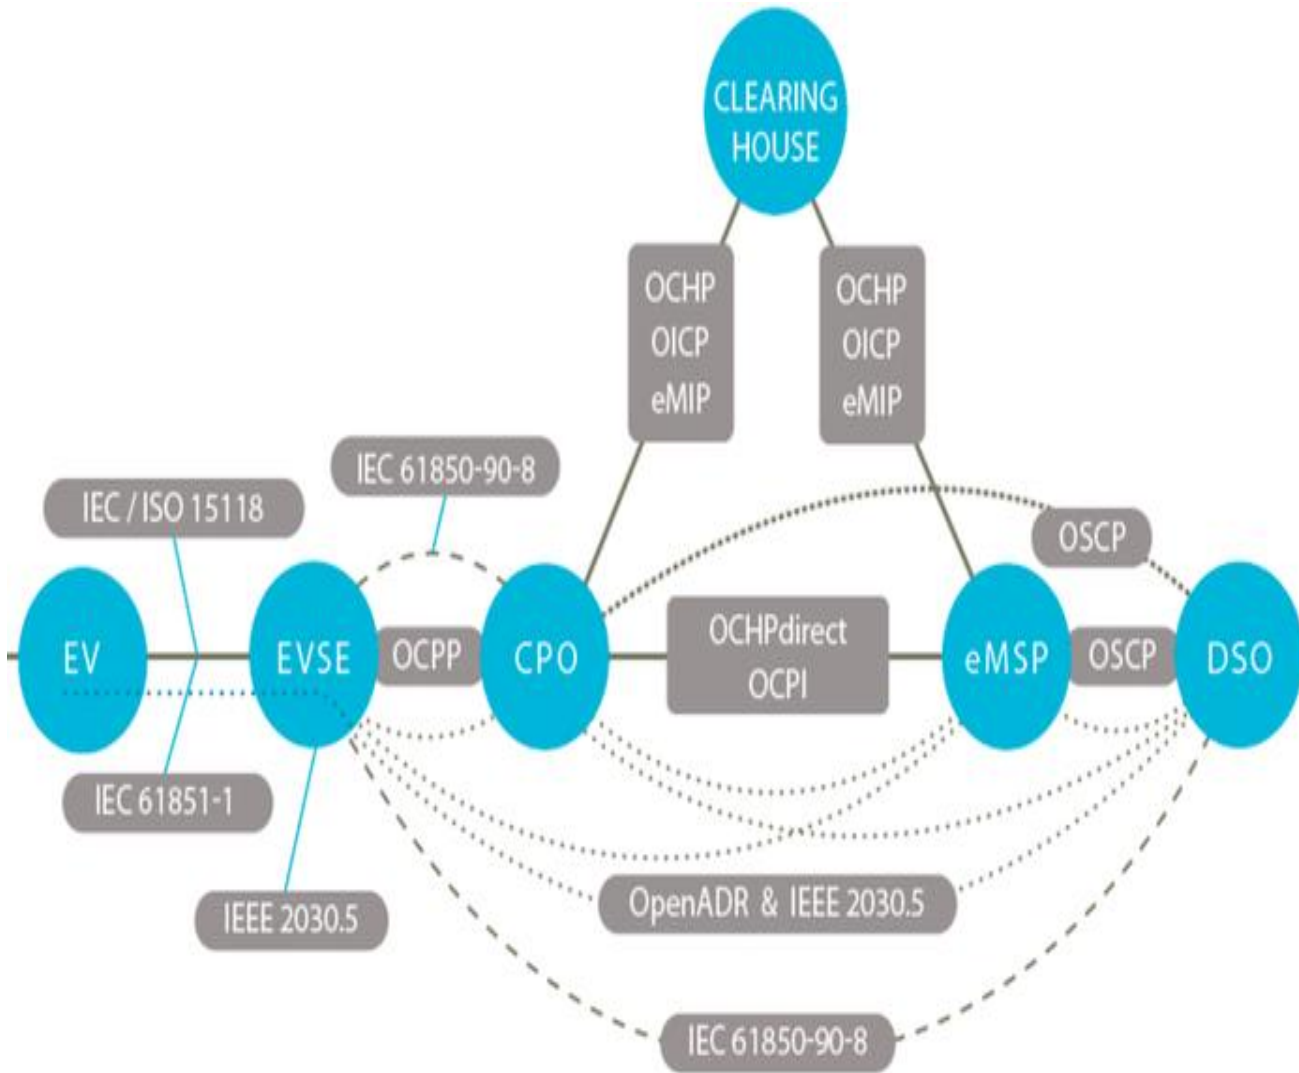 CLEARING
HOUSE
OCHP
OICP
eMIP
OCHP
OICP
eMIP
IEC 61850-90-8
IEC / ISO 15118
OSCP
EV
EVSE
OCPP
CPO
OCHPdirect
OCPI
eMSP
OSCP
DSO
IEC 61851-1
IEEE 2030.5
OpenADR & IEEE 2030.5
IEC 61850-90-8